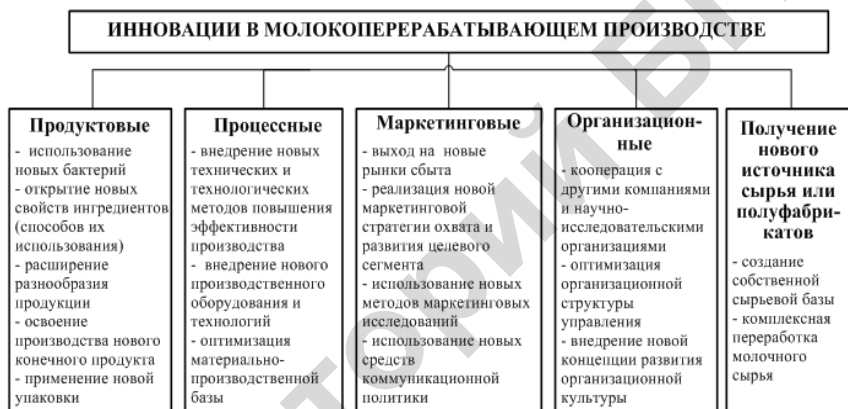 ИННОВАЦИИ В МОЛОКОПЕРЕРАБАТЫВАЮЩЕМ ПРОИЗВОДСТВЕ
Продуктовые
- использование
новых бактерий
- открытие новых
свойств ингредиентов
(способов их
использования)
- расширение
разнообразия
продукции
- освоение
производства нового
конечного продукта
- применение новой
упаковки
Процессные
- внедрение новых
технических и
технологических
методов повышения
эффективности
производства
- внедрение нового
производственного
оборудования и
технологий
- оптимизация
материально-
производственной
базы
Маркетинговые
- выход на новые
рынки сбыта
- реализация новой
маркетинговой
стратегии охвата и
развития целевого
сегмента
- использование новых
методов маркетинговых
исследований
- использование новых
средств
коммуникационной
политики
Организацион-
ные
- кооперация с
другими компаниями
и научно-
исследовательскими
организациями
- оптимизация
организационной
структуры
управления
- внедрение новой
концепции развития
организационной
культуры
Получение
нового
источника
сырья или
полуфабри-
катов
- создание
собственной
сырьевой базы
- комплексная
переработка
молочного
сырья